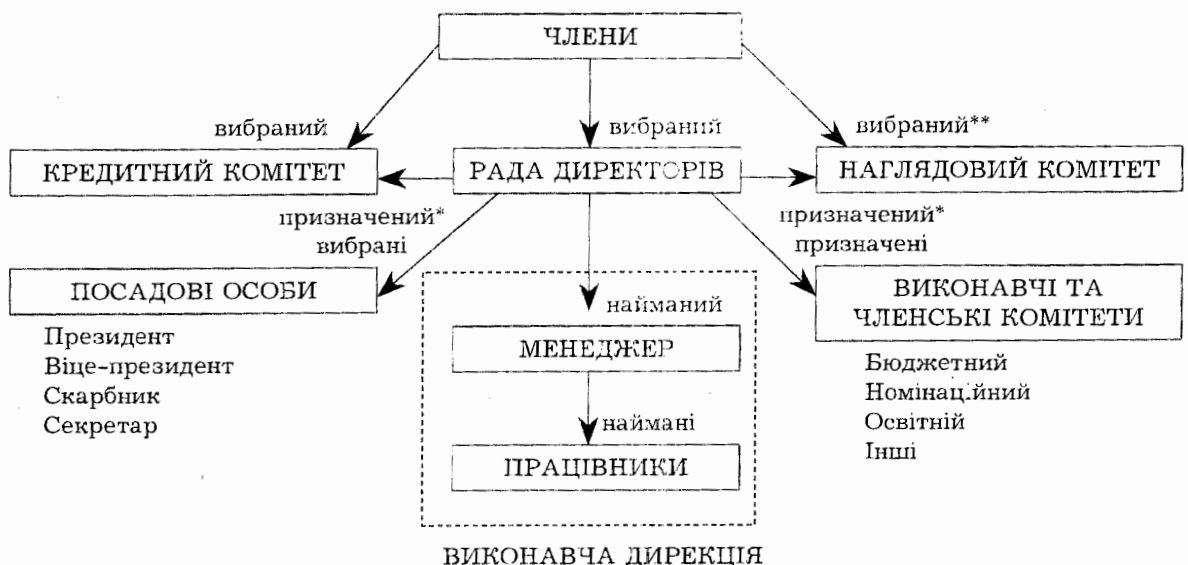 ЧЛЕНИ
вибраний
вибраний
вибраний**
КРЕДИТНИЙ КОМІТЕТ
РАДА ДИРЕКТОРІВ
НАГЛЯДОВИЙ КОМІТЕТ
призначений*
вибрані
призначений*
призначені
ПОСАДОВІ ОСОБИ
Президент
Віце-президент
Скарбник
Секретар
найманий
МЕНЕДЖЕР
наймані
ПРАЦІВНИКИ
ВИКОНАВЧІ ТА
ЧЛЕНСЬКІ КОМІТЕТИ
Бюджетний
Номінаційний
Освітній
Інші
ВИКОНАВЧА ДИРЕКЦІЯ